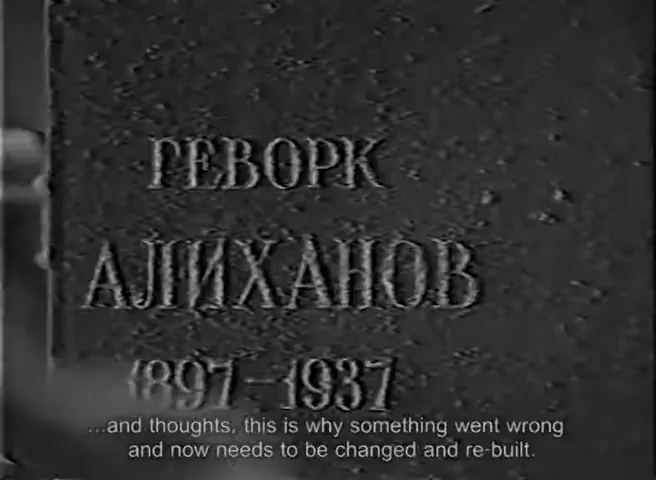 ГЕВОРК
АЛИХАНОВ
1897-1937
...and thoughts, this is why something went wrong
and now needs to be changed and re-built.